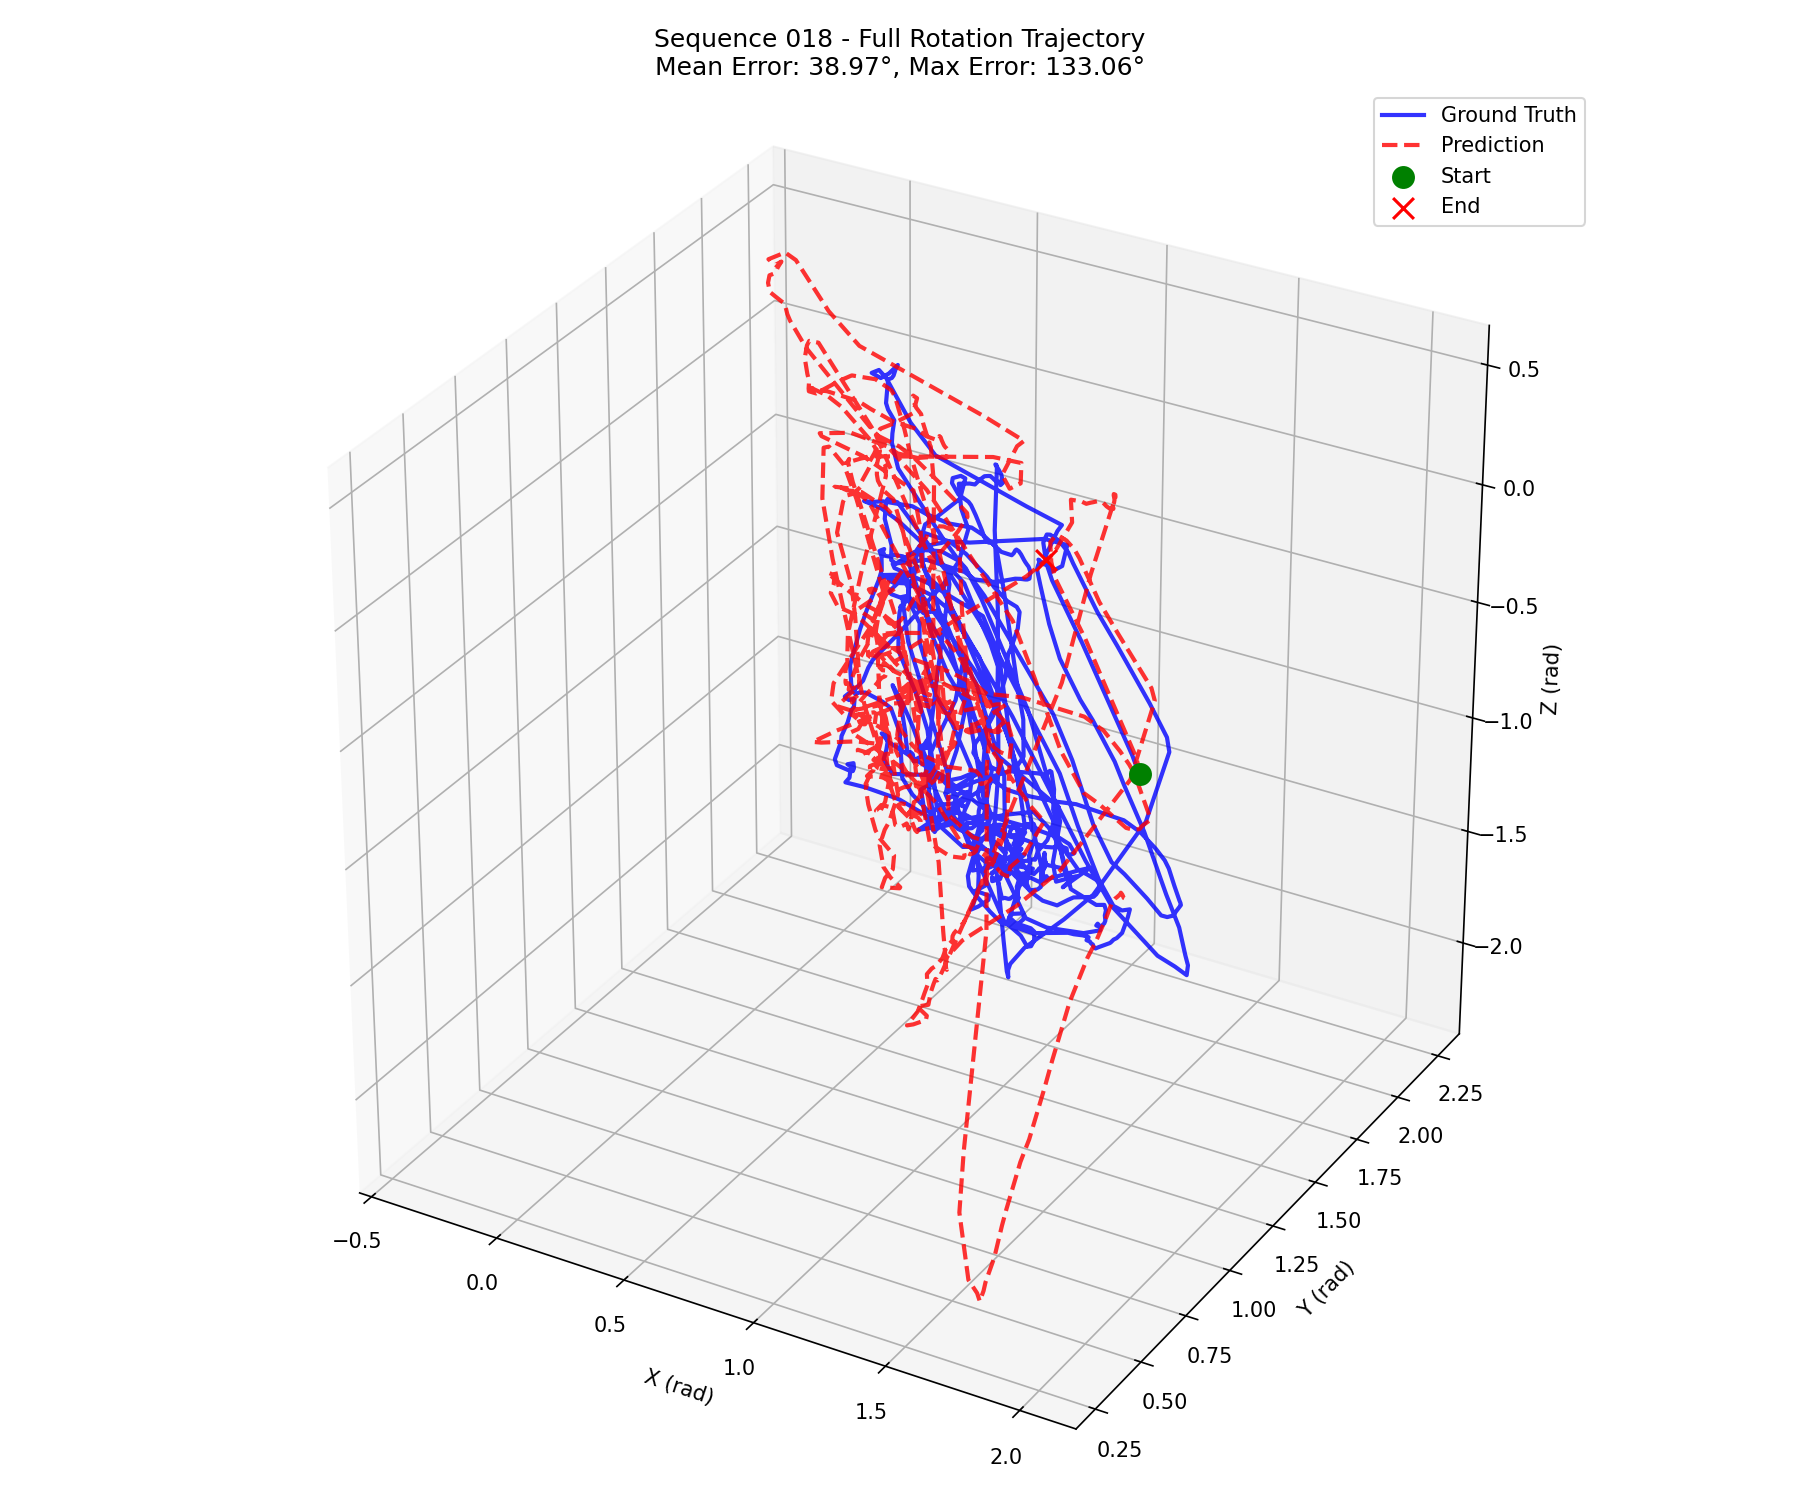 Sequence 018 - Full Rotation Trajectory
Mean Error: 38.97°, Max Error: 133.06°
Ground Truth
Prediction
Start
End
0.5
0.0
−0.5
−1.0
−1.5
−2.0
Z (rad)
2.25
2.00
1.75
1.50
1.25
1.00
0.75
0.50
0.25
Y (rad)
−0.5
0.0
0.5
1.0
1.5
2.0
X (rad)